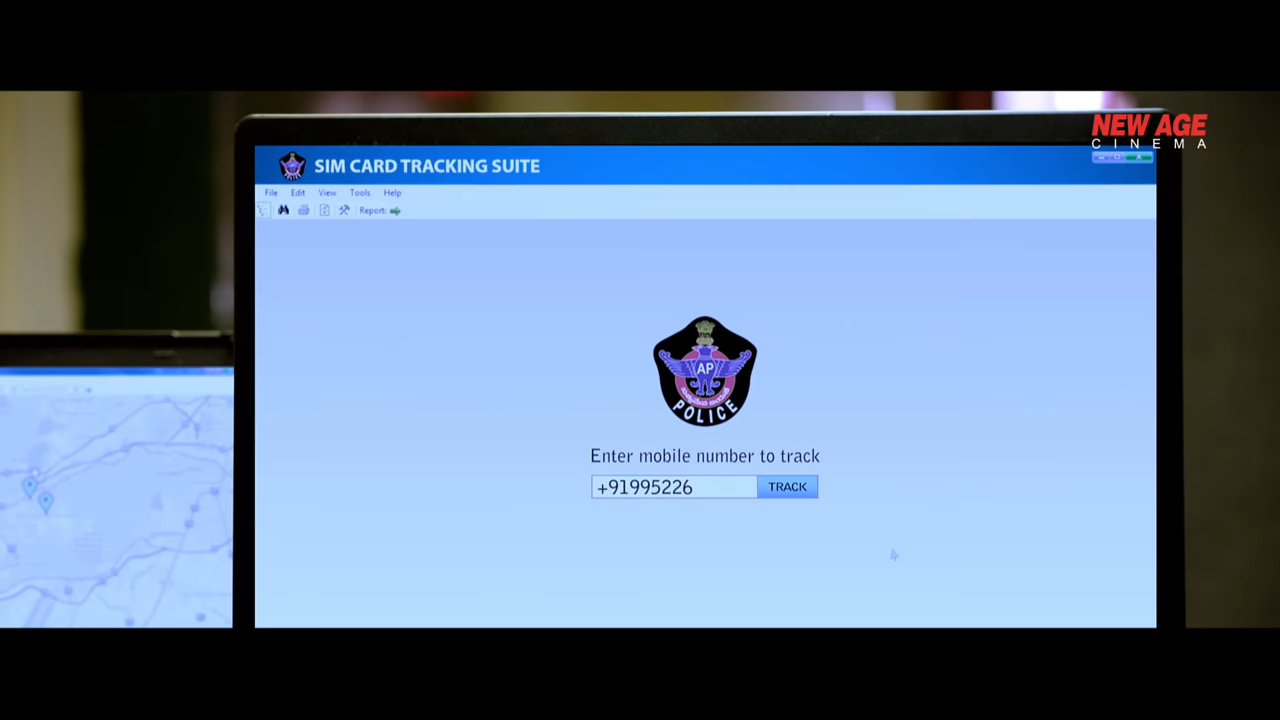 NEW AGE
CINEMA
SIM CARD TRACKING SUITE
File Edit View Tools Help
Report:
AP
POLICE
Enter mobile number to track
+91995226
TRACK